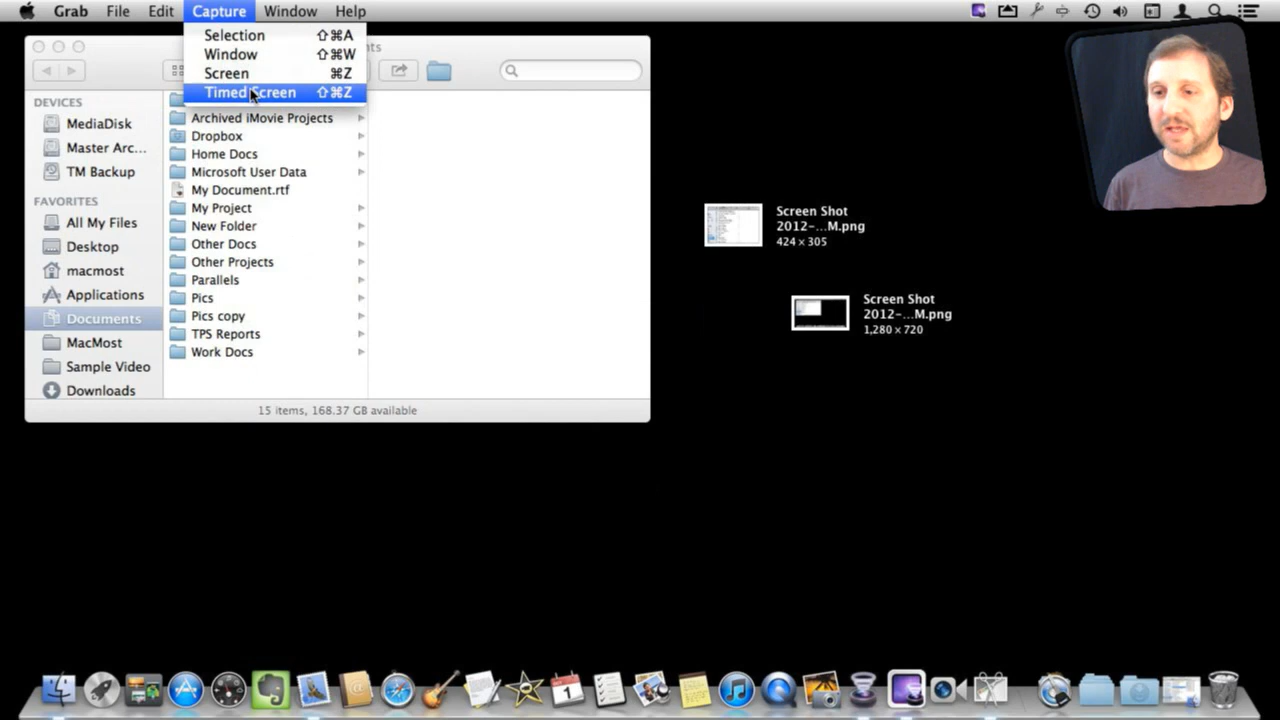 Grab File Edit Capture Window Help
Selection ⇧⌘A
Window ⇧⌘W
Screen ⌘Z
Timed Screen ⇧⌘Z
nts
DEVICES
MediaDisk
Master Arc...
TM Backup
FAVORITES
All My Files
Desktop
macmost
Applications
Documents
MacMost
Sample Video
Downloads
Archived iMovie Projects
Dropbox
Home Docs
Microsoft User Data
My Document.rtf
My Project
New Folder
Other Docs
Other Projects
Parallels
Pics
Pics copy
TPS Reports
Work Docs
15 items, 168.37 GB available
Screen Shot
2012-...M.png
424 × 305
Screen Shot
2012-...M.png
1,280 × 720
1